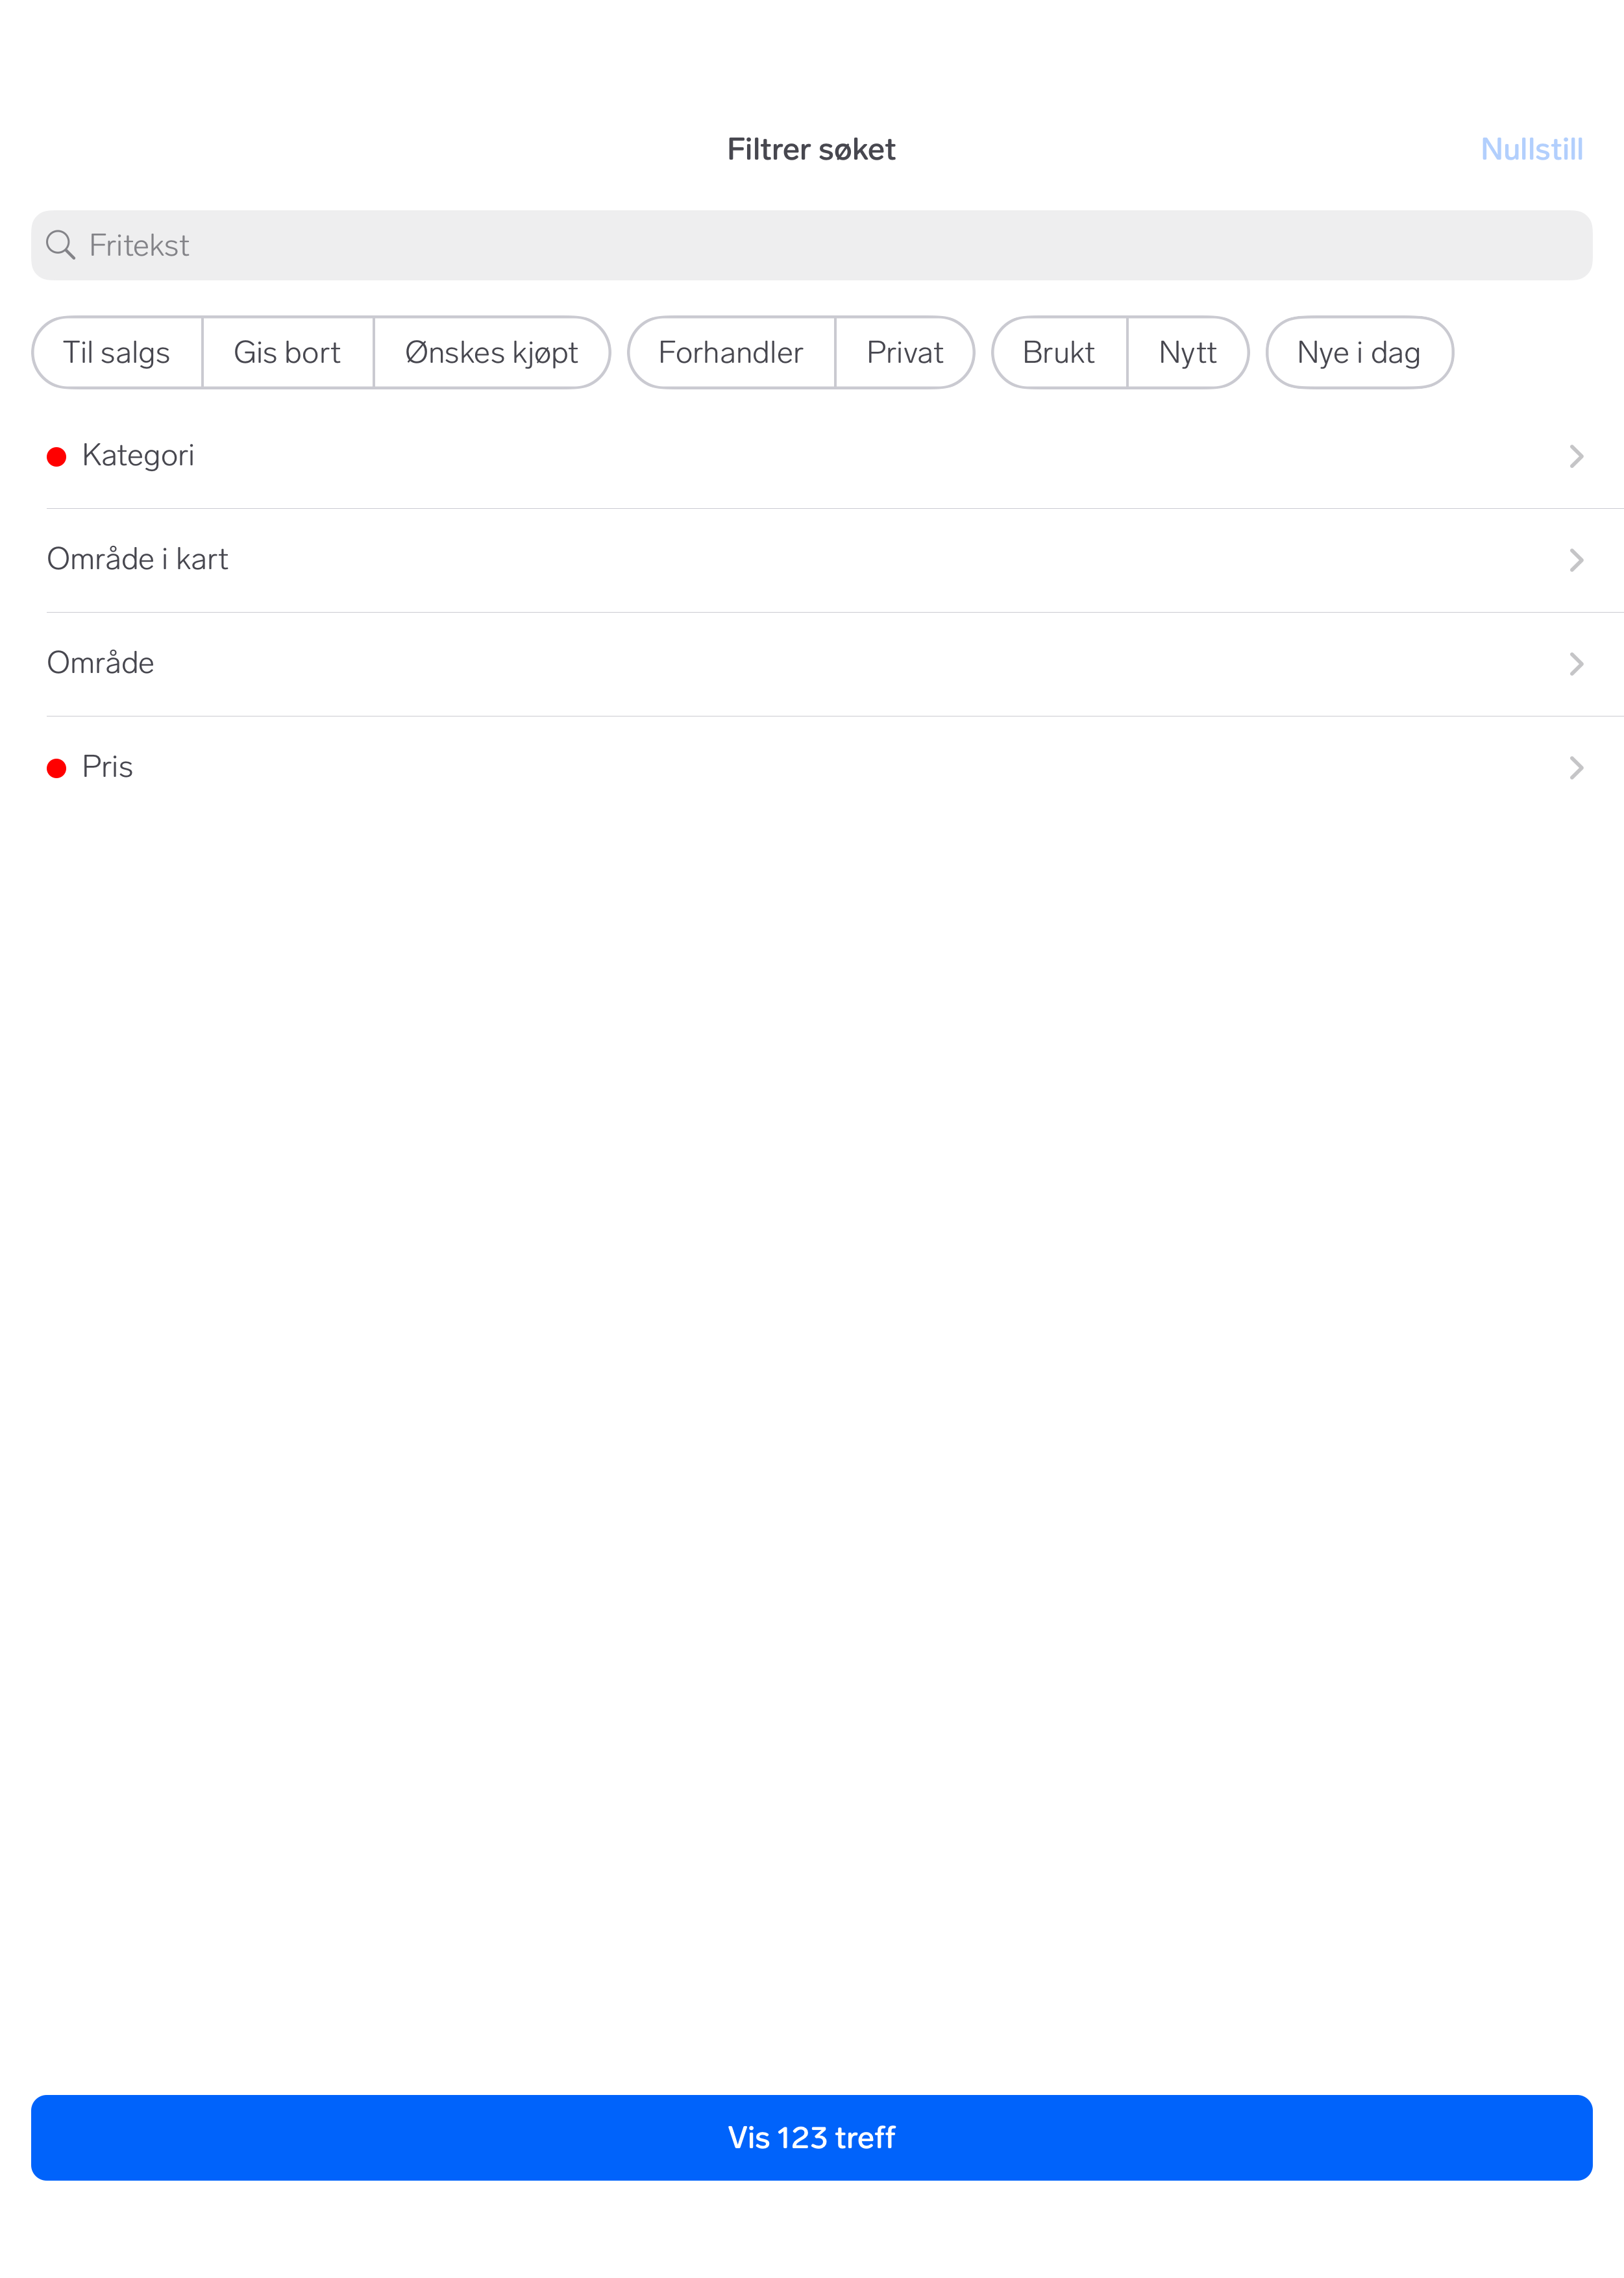 Filtrer søket
Nullstill
Fritekst
Til salgs Gis bort Ønskes kjøpt Forhandler Privat Brukt Nytt Nye i dag
Kategori
Område i kart
Område
Pris
Vis 123 treff